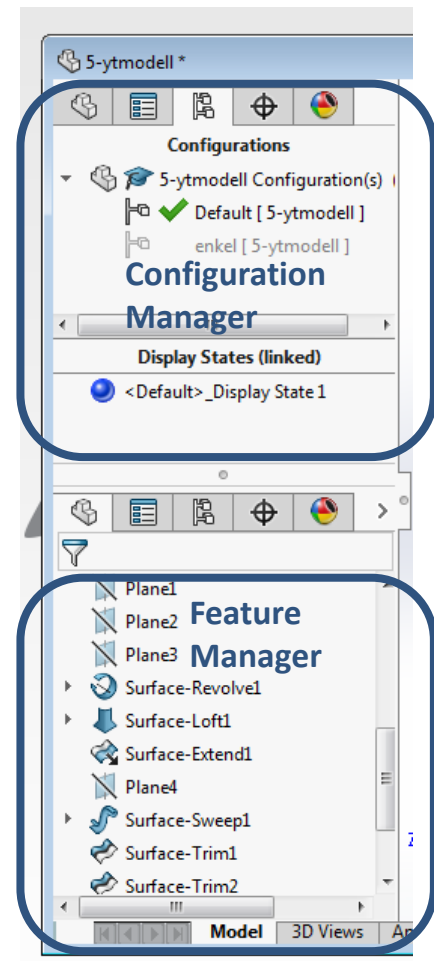 5-ytmodell *
Configurations
5-ytmodell Configuration(s) (
Default [ 5-ytmodell ]
enkel [ 5-ytmodell ]
Configuration
Manager
Display States (linked)
<Default>_Display State 1
Plane1
Plane2
Feature
Plane3
Manager
Surface-Revolve1
Surface-Loft1
Surface-Extend1
Plane4
Surface-Sweep1
Surface-Trim1
Surface-Trim2
Model 3D Views